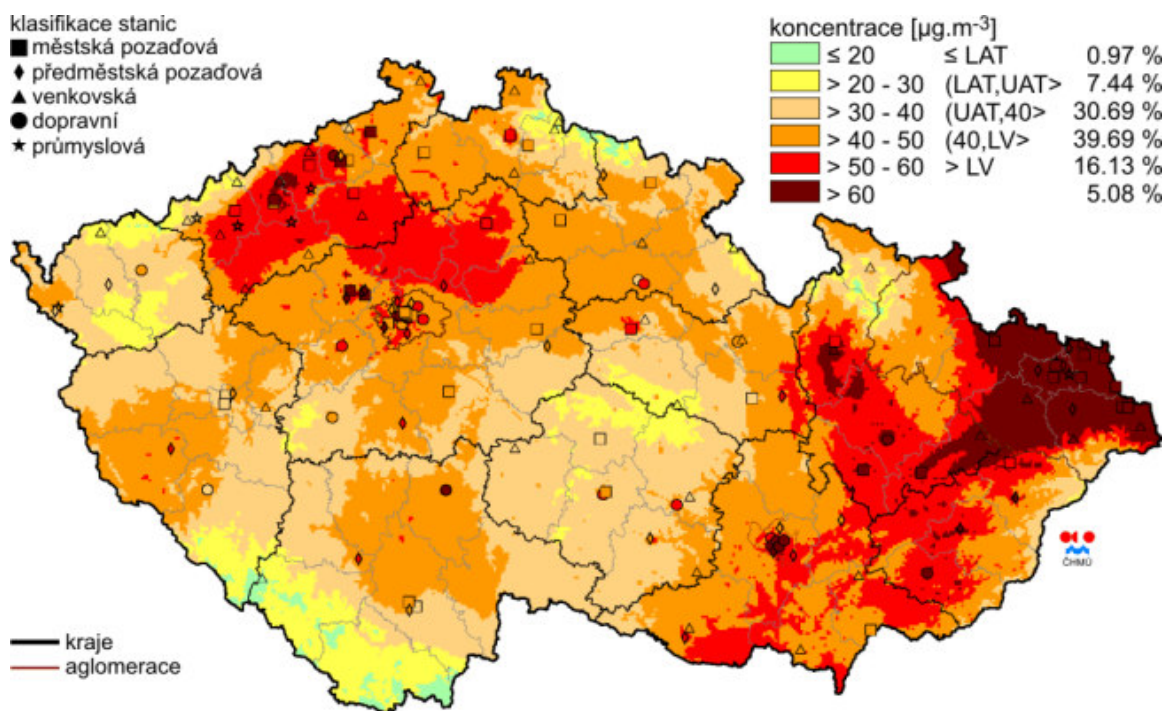 klasifikace stanic
městská pozaďová
předměstská pozaďová
venkovská
dopravní
průmyslová
koncentrace [µg.m-3]
≤ 20 ≤ LAT 0.97 %
> 20 - 30 (LAT,UAT> 7.44 %
> 30 - 40 (UAT,40> 30.69 %
> 40 - 50 (40,LV> 39.69 %
> 50 - 60 > LV 16.13 %
> 60 5.08 %
ČHMÚ
kraje
aglomerace